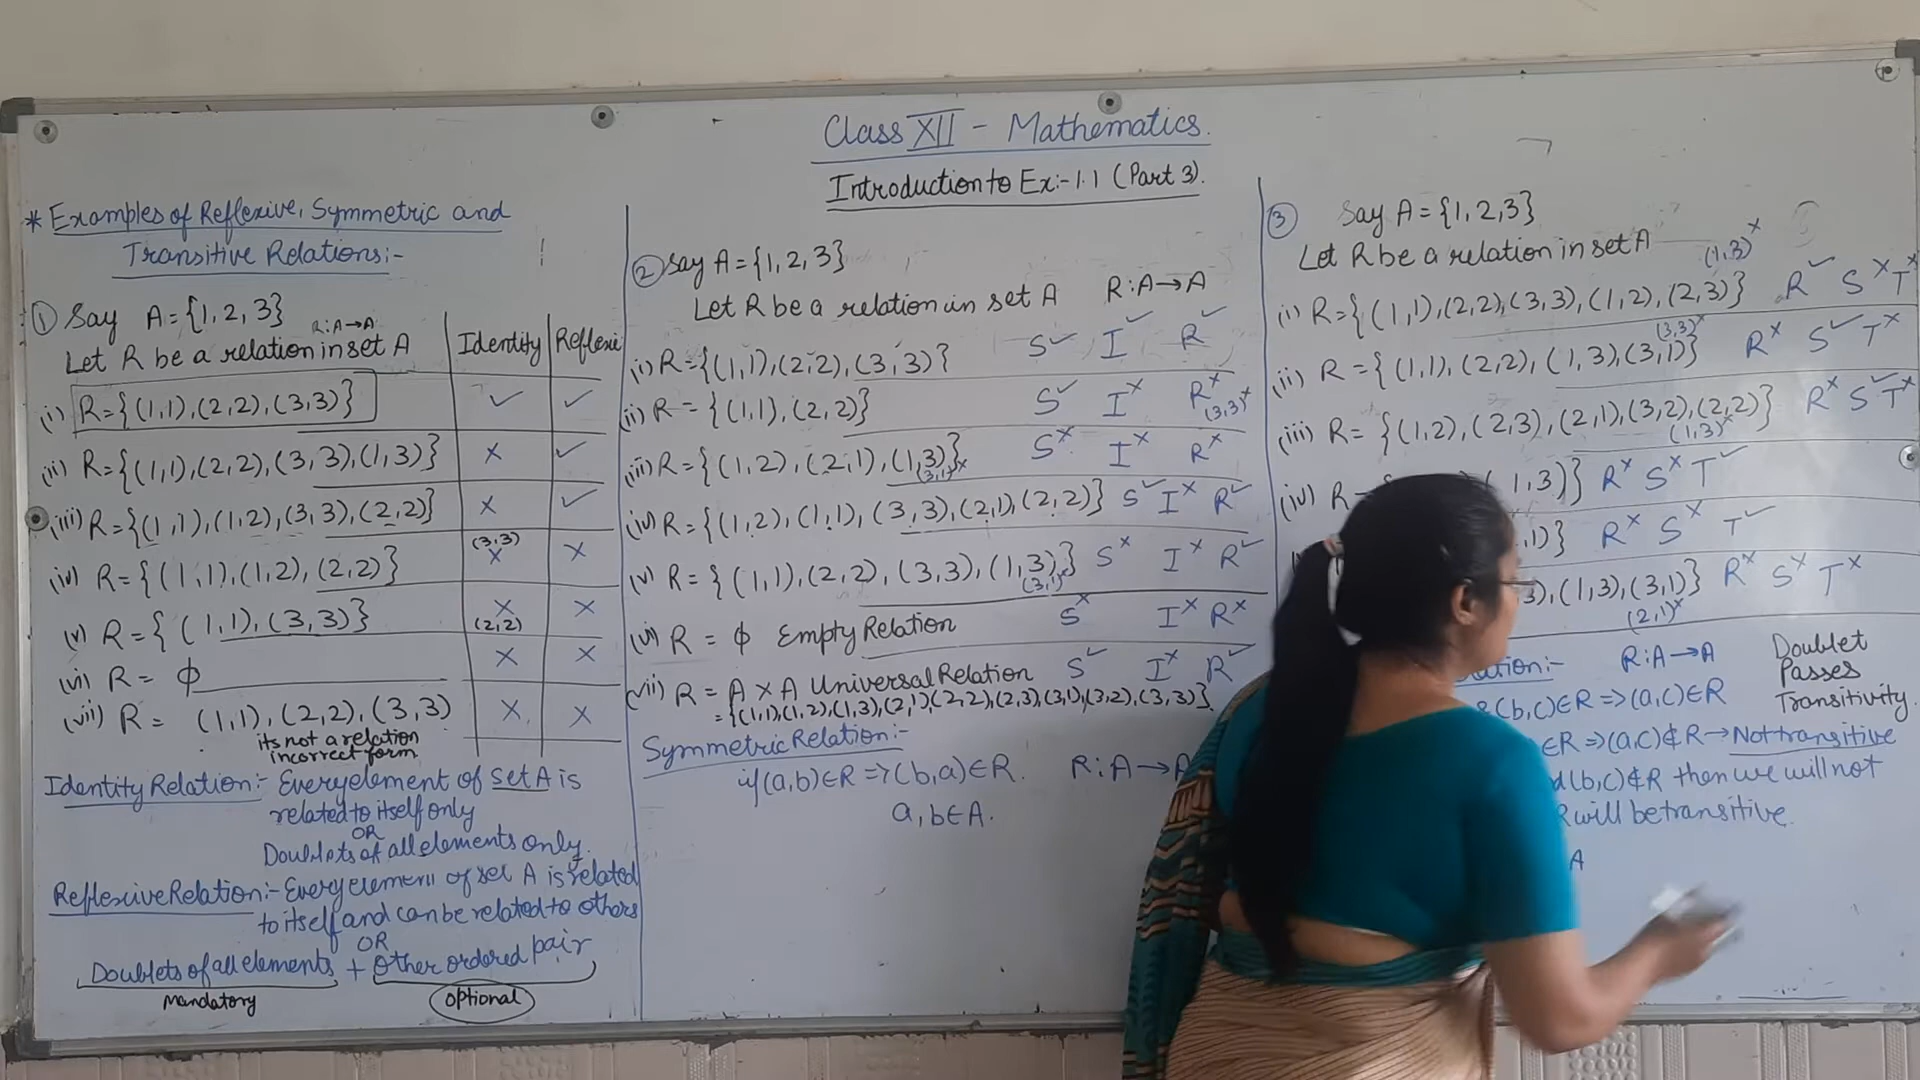 Class XII - Mathematics.
Introduction to Ex:-1.1 (Part 3).
* Examples of Reflexive, Symmetric and
Transitive Relations:-
① Say A = {1,2,3}
R:A→A
Let R be a relation in set A
Identity | Reflexi
(i) R = {(1,1),(2,2),(3,3)} ✓ ✓
(ii) R = {(1,1),(2,2),(3,3),(1,3)} × ✓
(iii) R = {(1,1),(1,2),(3,3),(2,2)} × ✓
(iv) R = {(1,1),(1,2),(2,2)} (3,3) × ×
(v) R = {(1,1),(3,3)} × (2,2) ×
(vi) R = ϕ × ×
(vii) R = (1,1),(2,2),(3,3) × ×
its not a relation
incorrect form
Identity Relation:- Every element of set A is
related to itself only
OR
Doublets of all elements only.
Reflexive Relation:- Every element of set A is related
to itself and can be related to others
OR
Doublets of all elements + other ordered pair
Mandatory optional
② Say A = {1,2,3}
Let R be a relation in set A R:A→A
(i) R = {(1,1),(2,2),(3,3)} S✓ I✓ R✓
(ii) R = {(1,1),(2,2)} S✓ I× R×
(3,3)×
(iii) R = {(1,2),(2,1),(1,3)} S× I× R×
(3,1)×
(iv) R = {(1,2),(1,1),(3,3),(2,1),(2,2)} S✓ I× R✓
(v) R = {(1,1),(2,2),(3,3),(1,3)} S× I× R✓
(3,1)×
(vi) R = ϕ Empty Relation S× I× R×
(vii) R = A × A Universal Relation S✓ I× R✓
= {(1,1),(1,2),(1,3),(2,1),(2,2),(2,3),(3,1),(3,2),(3,3)}.
Symmetric Relation:-
if (a,b)∈R => (b,a)∈R. R:A→A
a,b∈A.
③ Say A = {1,2,3}
Let R be a relation in set A
(1,3)×
(i) R = {(1,1),(2,2),(3,3),(1,2),(2,3)} R✓ S× T×
(3,3)×
(ii) R = {(1,1),(2,2),(1,3),(3,1)} R× S✓ T×
(iii) R = {(1,2),(2,3),(2,1),(3,2),(2,2)} R× S✓ T×
(1,3)×
(iv) R 1,3)} R× S× T✓
,1)} R× S× T✓
3),(1,3),(3,1)} R× S× T×
(2,1)×
ation:- R:A→A
Doublet
Passes
Transitivity
(b,c)∈R => (a,c)∈R
∈R => (a,c)∉R → Not transitive
(b,c)∉R then we will not
R will be transitive.
A